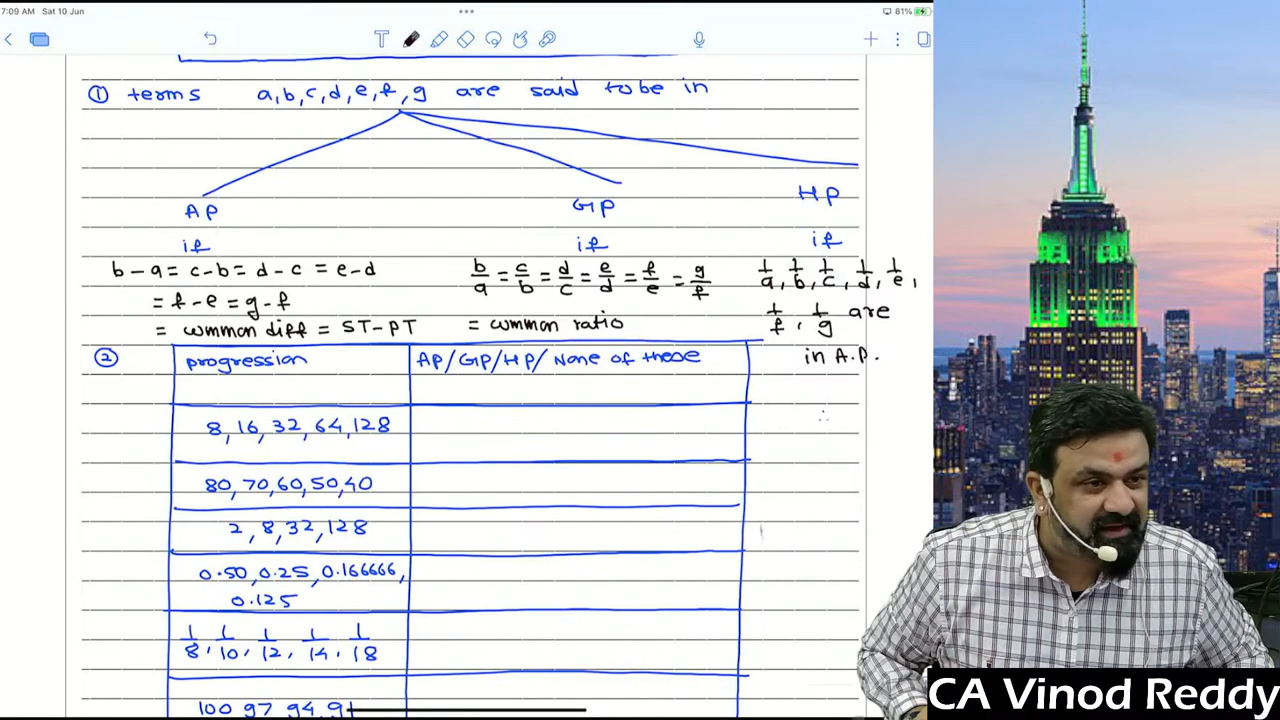 7:09 AM Sat 10 Jun
81%
T
① terms a, b, c, d, e, f, g are said to be in
AP
GP
HP
if
if
if
b-a = c-b = d-c = e-d
= f-e = g-f
= common diff = ST-PT
b/a = c/b = d/c = e/d = f/e = g/f
= common ratio
1/a, 1/b, 1/c, 1/d, 1/e,
1/f, 1/g are
in A.P.
② progression AP/GP/HP/None of these
8, 16, 32, 64, 128
80, 70, 60, 50, 40
2, 8, 32, 128
0.50, 0.25, 0.166666,
0.125
1/8, 1/10, 1/12, 1/14, 1/18
100 97 94, 91
CA Vinod Reddy